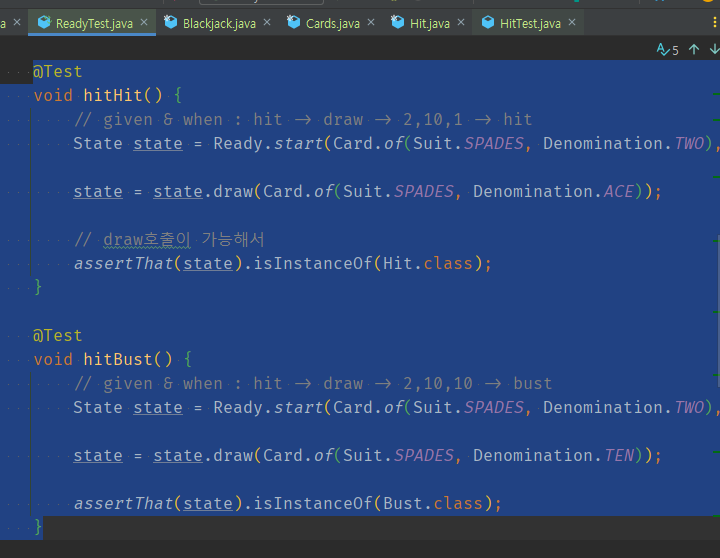 a
ReadyTest.java
Blackjack.java
Cards.java
Hit.java
HitTest.java
5
@Test
void hitHit() {
// given & when : hit -> draw -> 2,10,1 -> hit
State state = Ready.start(Card.of(Suit.SPADES, Denomination.TWO),
state = state.draw(Card.of(Suit.SPADES, Denomination.ACE));
// draw호출이 가능해서
assertThat(state).isInstanceOf(Hit.class);
}
@Test
void hitBust() {
// given & when : hit -> draw -> 2,10,10 -> bust
State state = Ready.start(Card.of(Suit.SPADES, Denomination.TWO),
state = state.draw(Card.of(Suit.SPADES, Denomination.TEN));
assertThat(state).isInstanceOf(Bust.class);
}